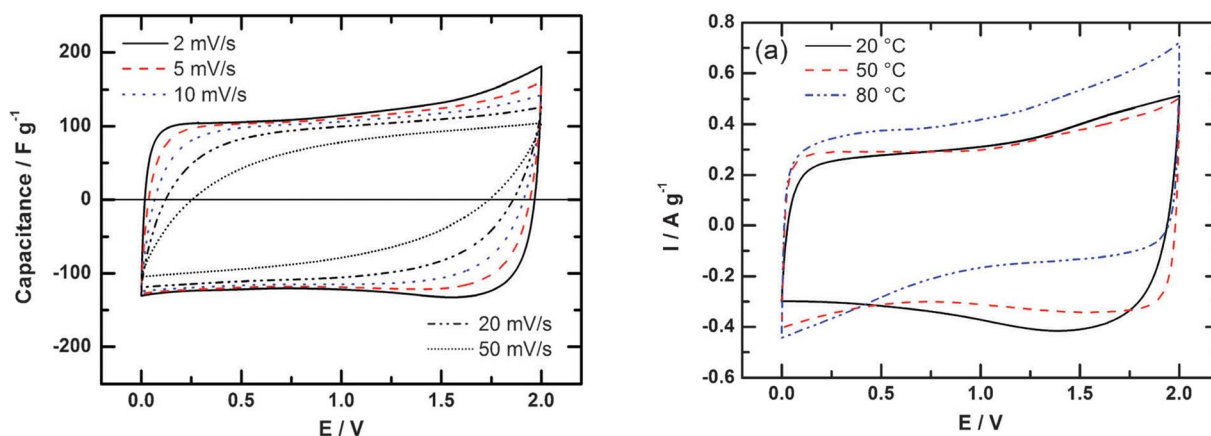 2 mV/s
5 mV/s
10 mV/s
20 mV/s
50 mV/s
200
100
0
-100
-200
Capacitance / F g-1
0.0 0.5 1.0 1.5 2.0
E / V
(a)
20 °C
50 °C
80 °C
0.8
0.6
0.4
0.2
0.0
-0.2
-0.4
-0.6
I / A g-1
0.0 0.5 1.0 1.5 2.0
E / V